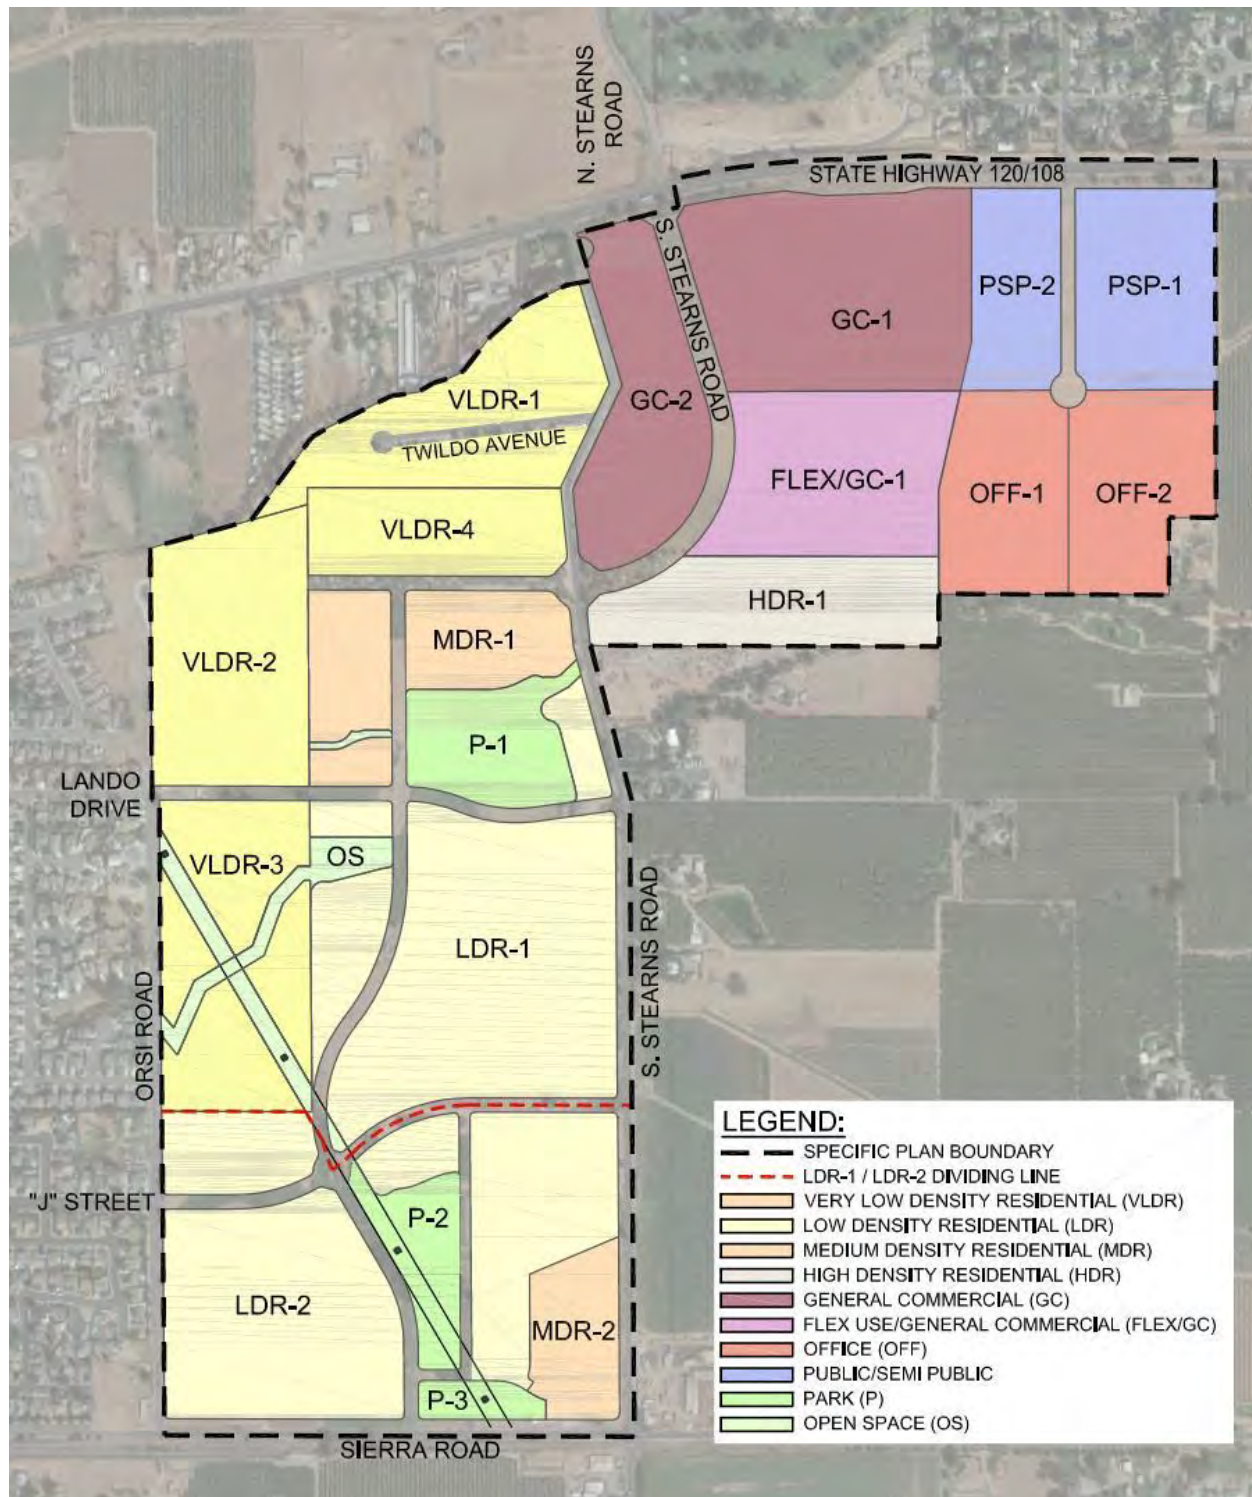 N. STEARNS
ROAD
STATE HIGHWAY 120/108
S. STEARNS ROAD
PSP-2
PSP-1
GC-1
VLDR-1
GC-2
TWILDO AVENUE
FLEX/GC-1
OFF-1
OFF-2
VLDR-4
HDR-1
MDR-1
VLDR-2
P-1
LANDO
DRIVE
VLDR-3
OS
LDR-1
S. STEARNS ROAD
ORSI ROAD
"J" STREET
P-2
LDR-2
MDR-2
P-3
SIERRA ROAD
LEGEND:
SPECIFIC PLAN BOUNDARY
LDR-1 / LDR-2 DIVIDING LINE
VERY LOW DENSITY RESIDENTIAL (VLDR)
LOW DENSITY RESIDENTIAL (LDR)
MEDIUM DENSITY RESIDENTIAL (MDR)
HIGH DENSITY RESIDENTIAL (HDR)
GENERAL COMMERCIAL (GC)
FLEX USE/GENERAL COMMERCIAL (FLEX/GC)
OFFICE (OFF)
PUBLIC/SEMI PUBLIC
PARK (P)
OPEN SPACE (OS)